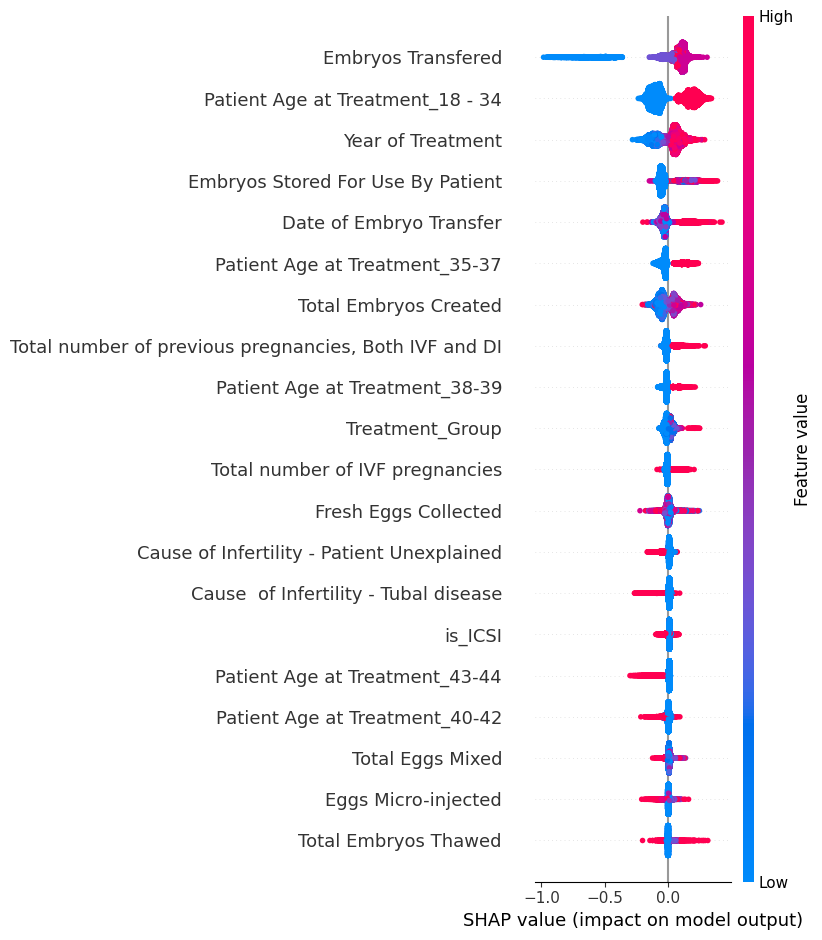 High
Embryos Transfered
Patient Age at Treatment_18 - 34
Year of Treatment
Embryos Stored For Use By Patient
Date of Embryo Transfer
Patient Age at Treatment_35-37
Total Embryos Created
Total number of previous pregnancies, Both IVF and DI
Patient Age at Treatment_38-39
Treatment_Group
Total number of IVF pregnancies
Fresh Eggs Collected
Cause of Infertility - Patient Unexplained
Cause  of Infertility - Tubal disease
is_ICSI
Patient Age at Treatment_43-44
Patient Age at Treatment_40-42
Total Eggs Mixed
Eggs Micro-injected
Total Embryos Thawed
Feature value
Low
−1.0 −0.5 0.0
SHAP value (impact on model output)